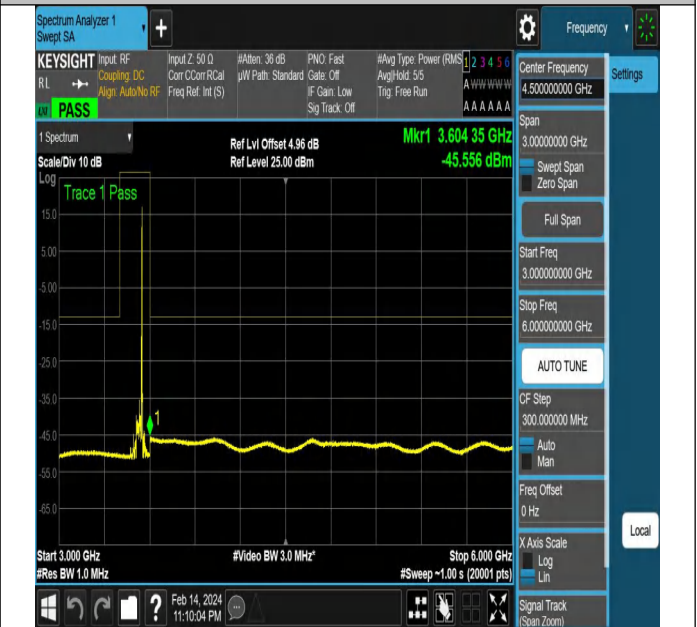 Spectrum Analyzer 1
Swept SA
Frequency
KEYSIGHT
RL
PASS
Input: RF
Coupling: DC
Align: Auto/No RF
Input Z: 50 Ω
Corr CCorr RCal
Freq Ref: Int (S)
#Atten: 36 dB
µW Path: Standard
PNO: Fast
Gate: Off
IF Gain: Low
Sig Track: Off
#Avg Type: Power (RMS
Avg|Hold: 5/5
Trig: Free Run
1 2 3 4 5 6
A W W W W W
A A A A A A
1 Spectrum
Scale/Div 10 dB
Log
Ref Lvl Offset 4.96 dB
Ref Level 25.00 dBm
Mkr1 3.604 35 GHz
-45.556 dBm
Trace 1 Pass
15.0
5.00
-5.00
-15.0
-25.0
-35.0
-45.0
-55.0
-65.0
1
Start 3.000 GHz
#Res BW 1.0 MHz
#Video BW 3.0 MHz*
Stop 6.000 GHz
#Sweep ~1.00 s (20001 pts)
Feb 14, 2024
11:10:04 PM
Center Frequency
4.500000000 GHz
Settings
Span
3.00000000 GHz
Swept Span
Zero Span
Full Span
Start Freq
3.000000000 GHz
Stop Freq
6.000000000 GHz
AUTO TUNE
CF Step
300.000000 MHz
Auto
Man
Freq Offset
0 Hz
Local
X Axis Scale
Log
Lin
Signal Track
(Span Zoom)